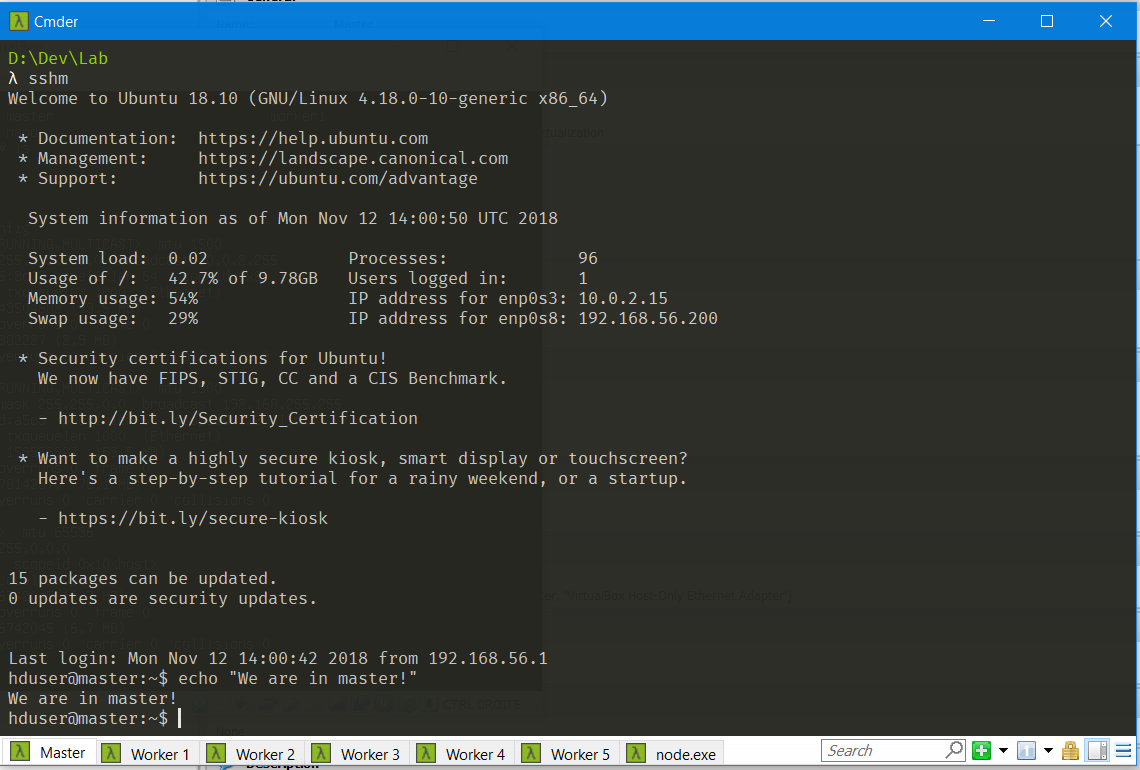 Cmder
D:\Dev\Lab
λ sshm
Welcome to Ubuntu 18.10 (GNU/Linux 4.18.0-10-generic x86_64)
* Documentation:  https://help.ubuntu.com
* Management:     https://landscape.canonical.com
* Support:        https://ubuntu.com/advantage
System information as of Mon Nov 12 14:00:50 UTC 2018
System load:  0.02              Processes:             96
Usage of /:   42.7% of 9.78GB   Users logged in:       1
Memory usage: 54%               IP address for enp0s3: 10.0.2.15
Swap usage:   29%               IP address for enp0s8: 192.168.56.200
* Security certifications for Ubuntu!
We now have FIPS, STIG, CC and a CIS Benchmark.
- http://bit.ly/Security_Certification
* Want to make a highly secure kiosk, smart display or touchscreen?
Here's a step-by-step tutorial for a rainy weekend, or a startup.
- https://bit.ly/secure-kiosk
15 packages can be updated.
0 updates are security updates.
Last login: Mon Nov 12 14:00:42 2018 from 192.168.56.1
hduser@master:~$ echo "We are in master!"
We are in master!
hduser@master:~$
Master Worker 1 Worker 2 Worker 3 Worker 4 Worker 5 node.exe Search